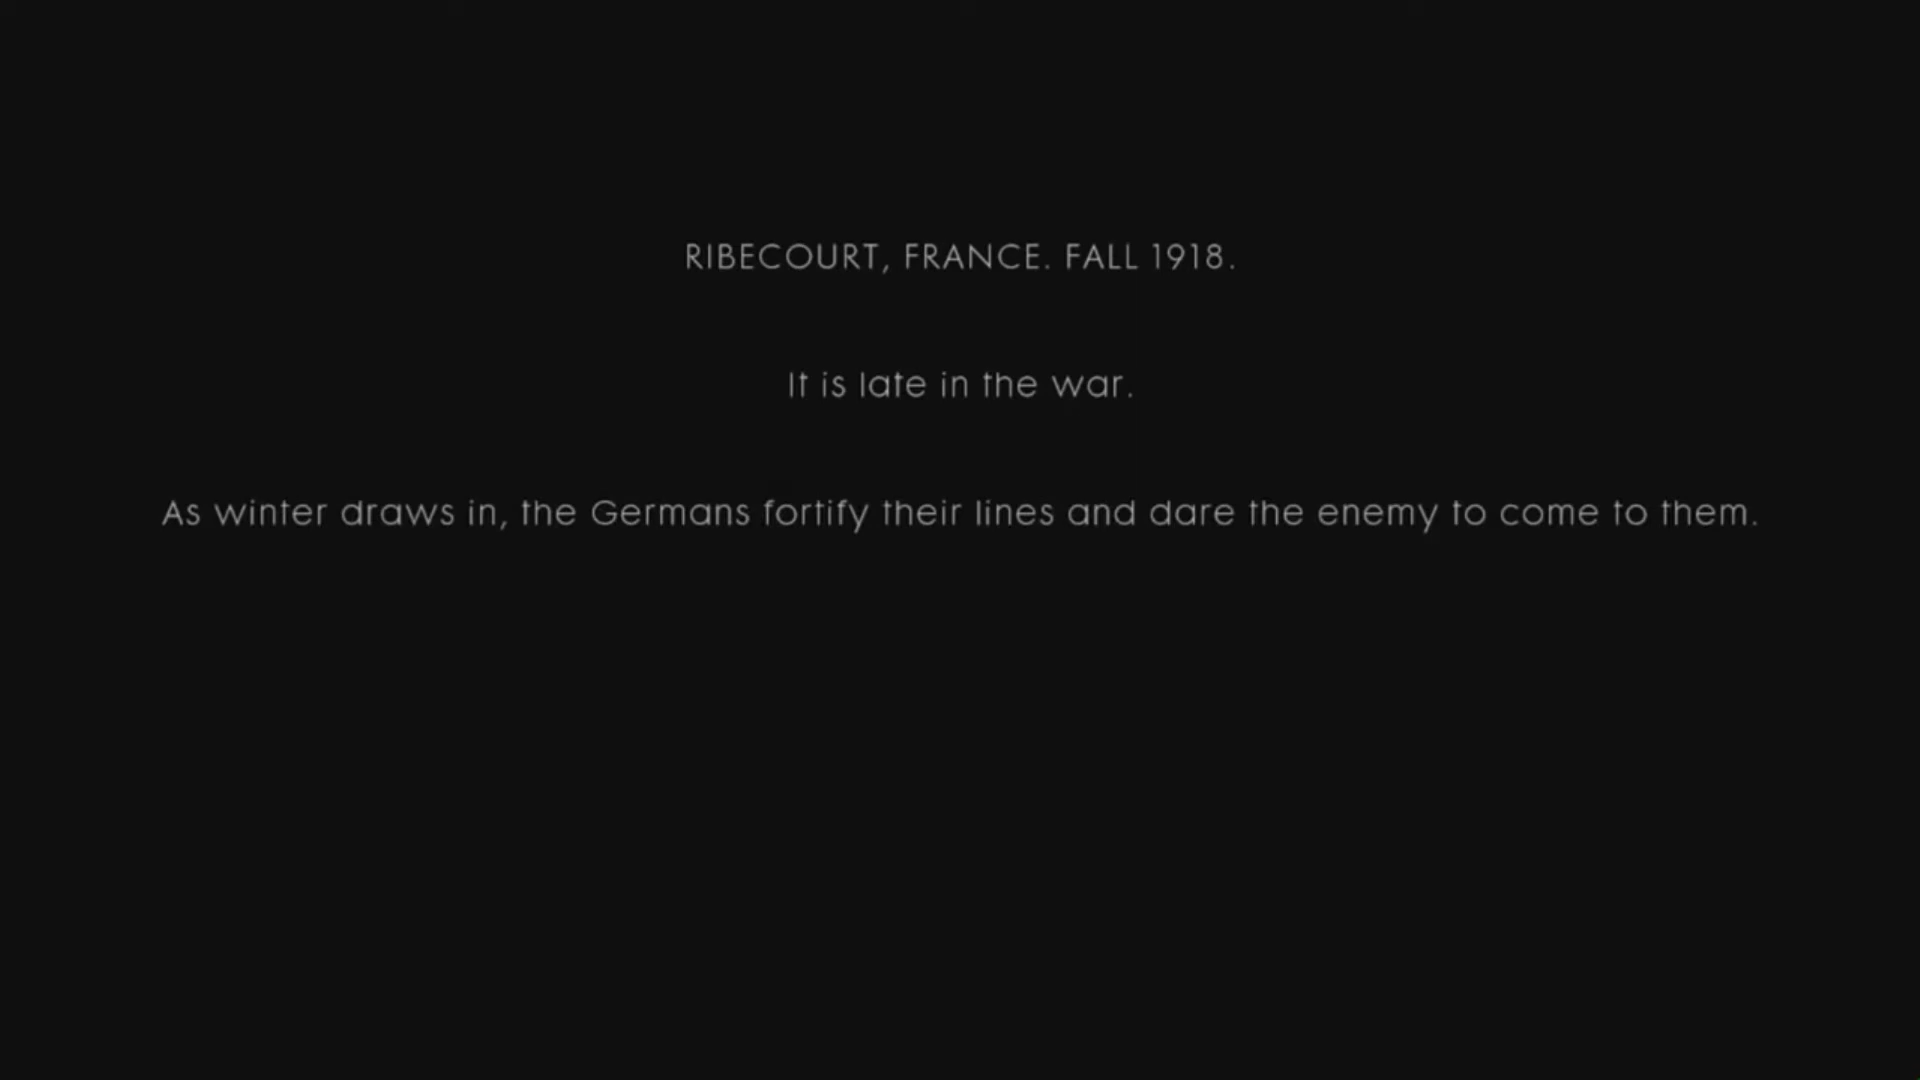 RIBECOURT, FRANCE. FALL 1918.
It is late in the war.
As winter draws in, the Germans fortify their lines and dare the enemy to come to them.